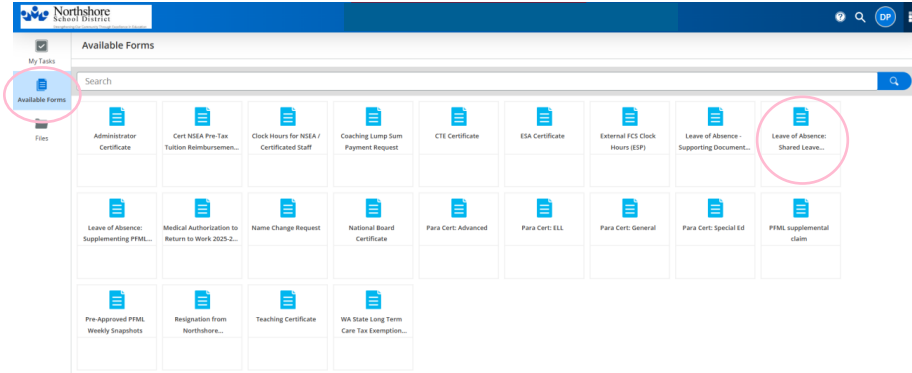 Northshore
School District
DP
My Tasks
Available Forms
Files
Available Forms
Search
Administrator
Certificate
Cert NSEA Pre-Tax
Tuition Reimbursemen...
Clock Hours for NSEA /
Certificated Staff
Coaching Lump Sum
Payment Request
CTE Certificate
ESA Certificate
External FCS Clock
Hours (ESP)
Leave of Absence -
Supporting Document...
Leave of Absence:
Shared Leave...
Leave of Absence:
Supplementing PFML...
Medical Authorization to
Return to Work 2025-2...
Name Change Request
National Board
Certificate
Para Cert: Advanced
Para Cert: ELL
Para Cert: General
Para Cert: Special Ed
PFML supplemental
claim
Pre-Approved PFML
Weekly Snapshots
Resignation from
Northshore...
Teaching Certificate
WA State Long Term
Care Tax Exemption...